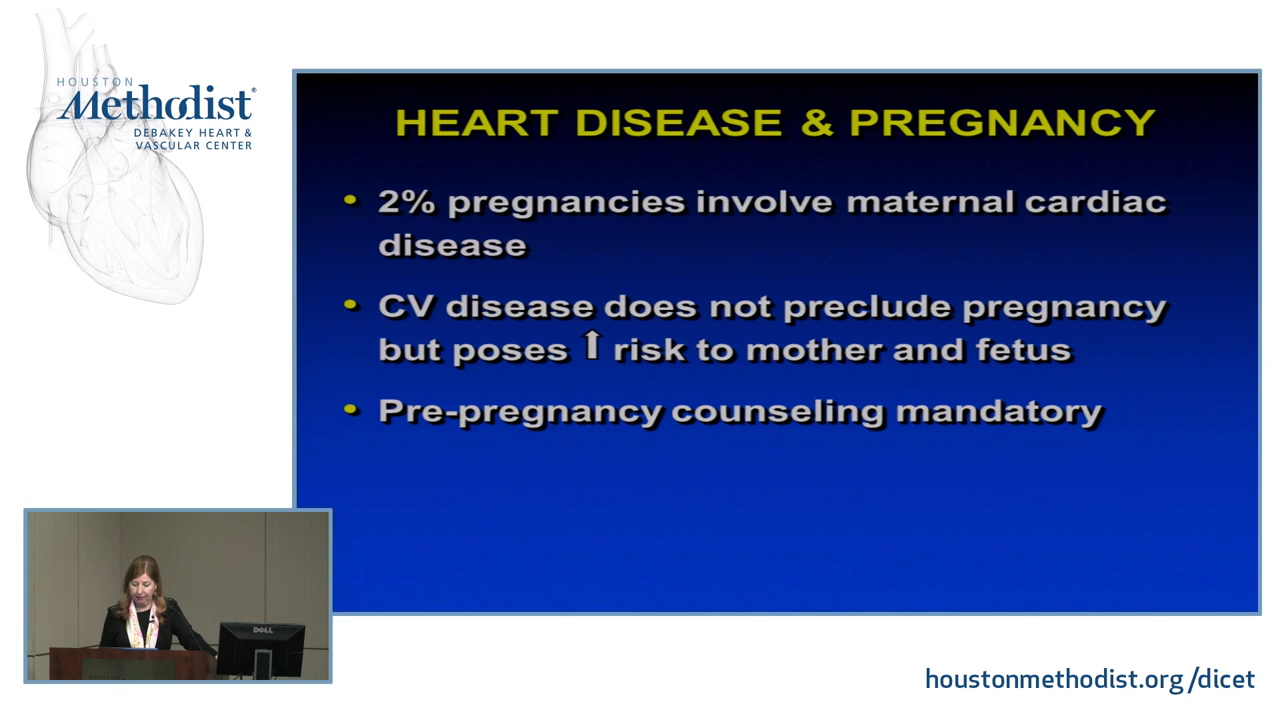 HOUSTON
Methodist®
DEBAKEY HEART &
VASCULAR CENTER
HEART DISEASE & PREGNANCY
• 2% pregnancies involve maternal cardiac
disease
• CV disease does not preclude pregnancy
but poses ↑ risk to mother and fetus
• Pre-pregnancy counseling mandatory
DELL
houstonmethodist.org/dicet